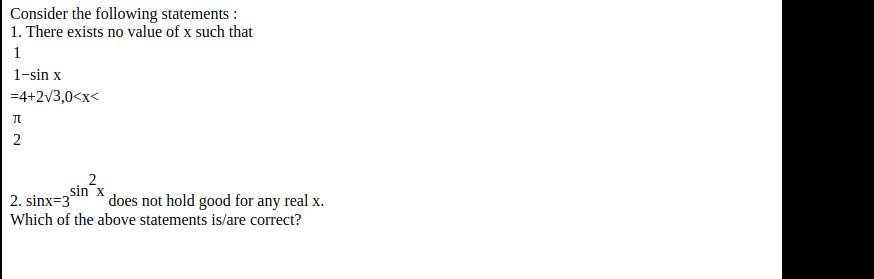 Consider the following statements :
1. There exists no value of x such that
1
1−sin x
=4+2√3,0<x<
π
2
2. sinx=3^sin^2x does not hold good for any real x.
Which of the above statements is/are correct?